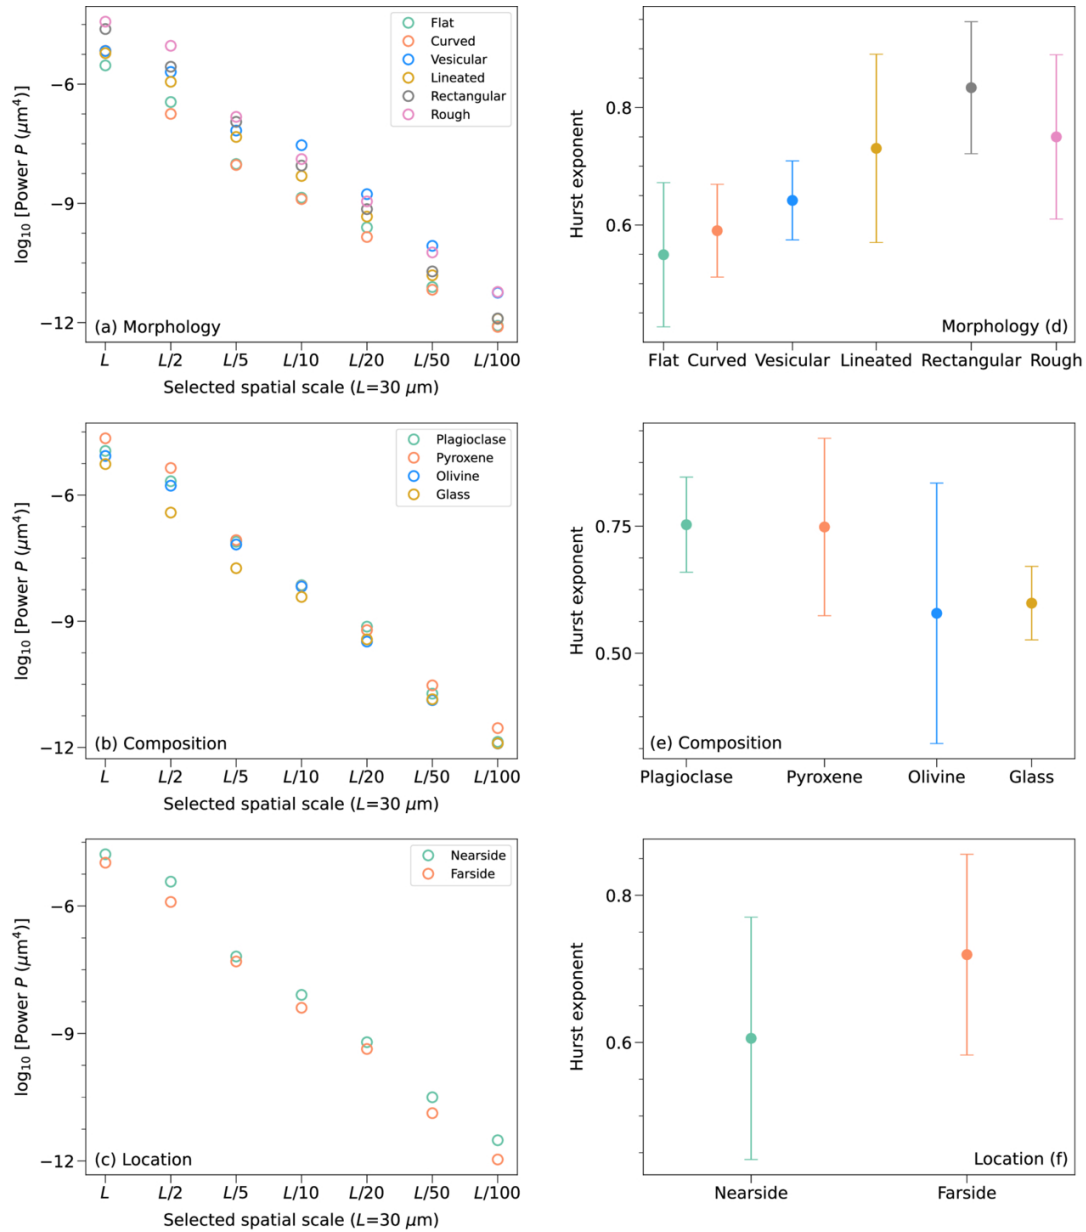 Flat
Curved
Vesicular
Lineated
Rectangular
Rough
log₁₀ [Power P (μm⁴)]
−6
−9
−12
(a) Morphology
L L/2 L/5 L/10 L/20 L/50 L/100
Selected spatial scale (L=30 μm)
Hurst exponent
0.8
0.6
Morphology (d)
Flat Curved Vesicular Lineated Rectangular Rough
Plagioclase
Pyroxene
Olivine
Glass
log₁₀ [Power P (μm⁴)]
−6
−9
−12
(b) Composition
L L/2 L/5 L/10 L/20 L/50 L/100
Selected spatial scale (L=30 μm)
Hurst exponent
0.75
0.50
(e) Composition
Plagioclase Pyroxene Olivine Glass
Nearside
Farside
log₁₀ [Power P (μm⁴)]
−6
−9
−12
(c) Location
L L/2 L/5 L/10 L/20 L/50 L/100
Selected spatial scale (L=30 μm)
Hurst exponent
0.8
0.6
Location (f)
Nearside Farside